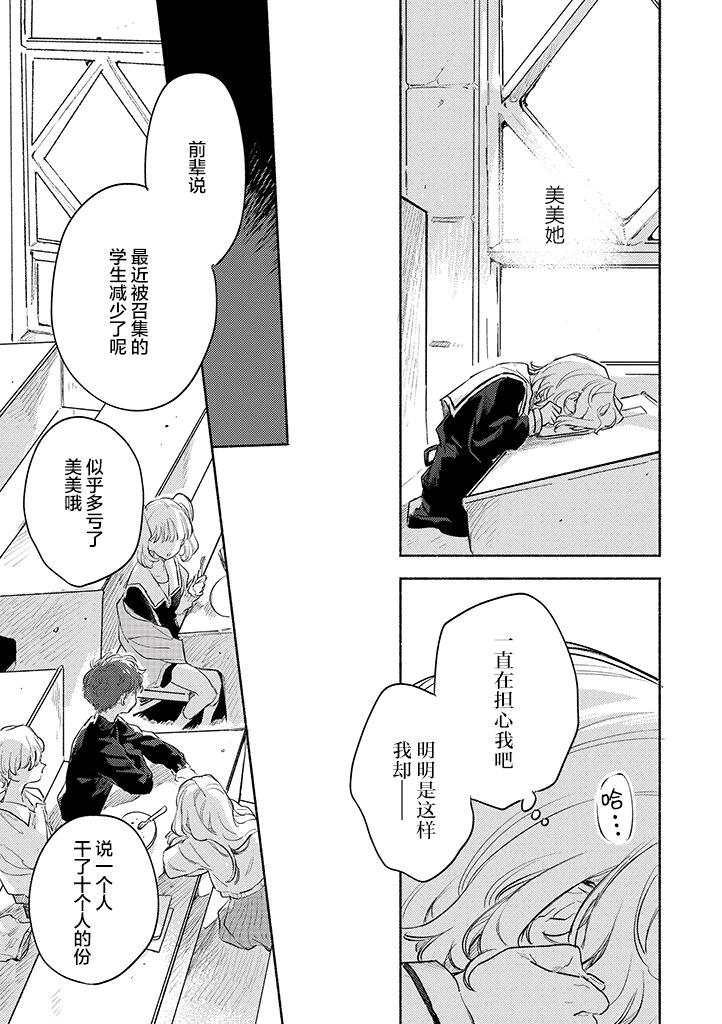 美美她
一直在担心我吧
明明是这样
我却——
哈…
前辈说
最近被召集的
学生减少了呢
似乎多亏了
美美哦
说一个人
干了十个人的份